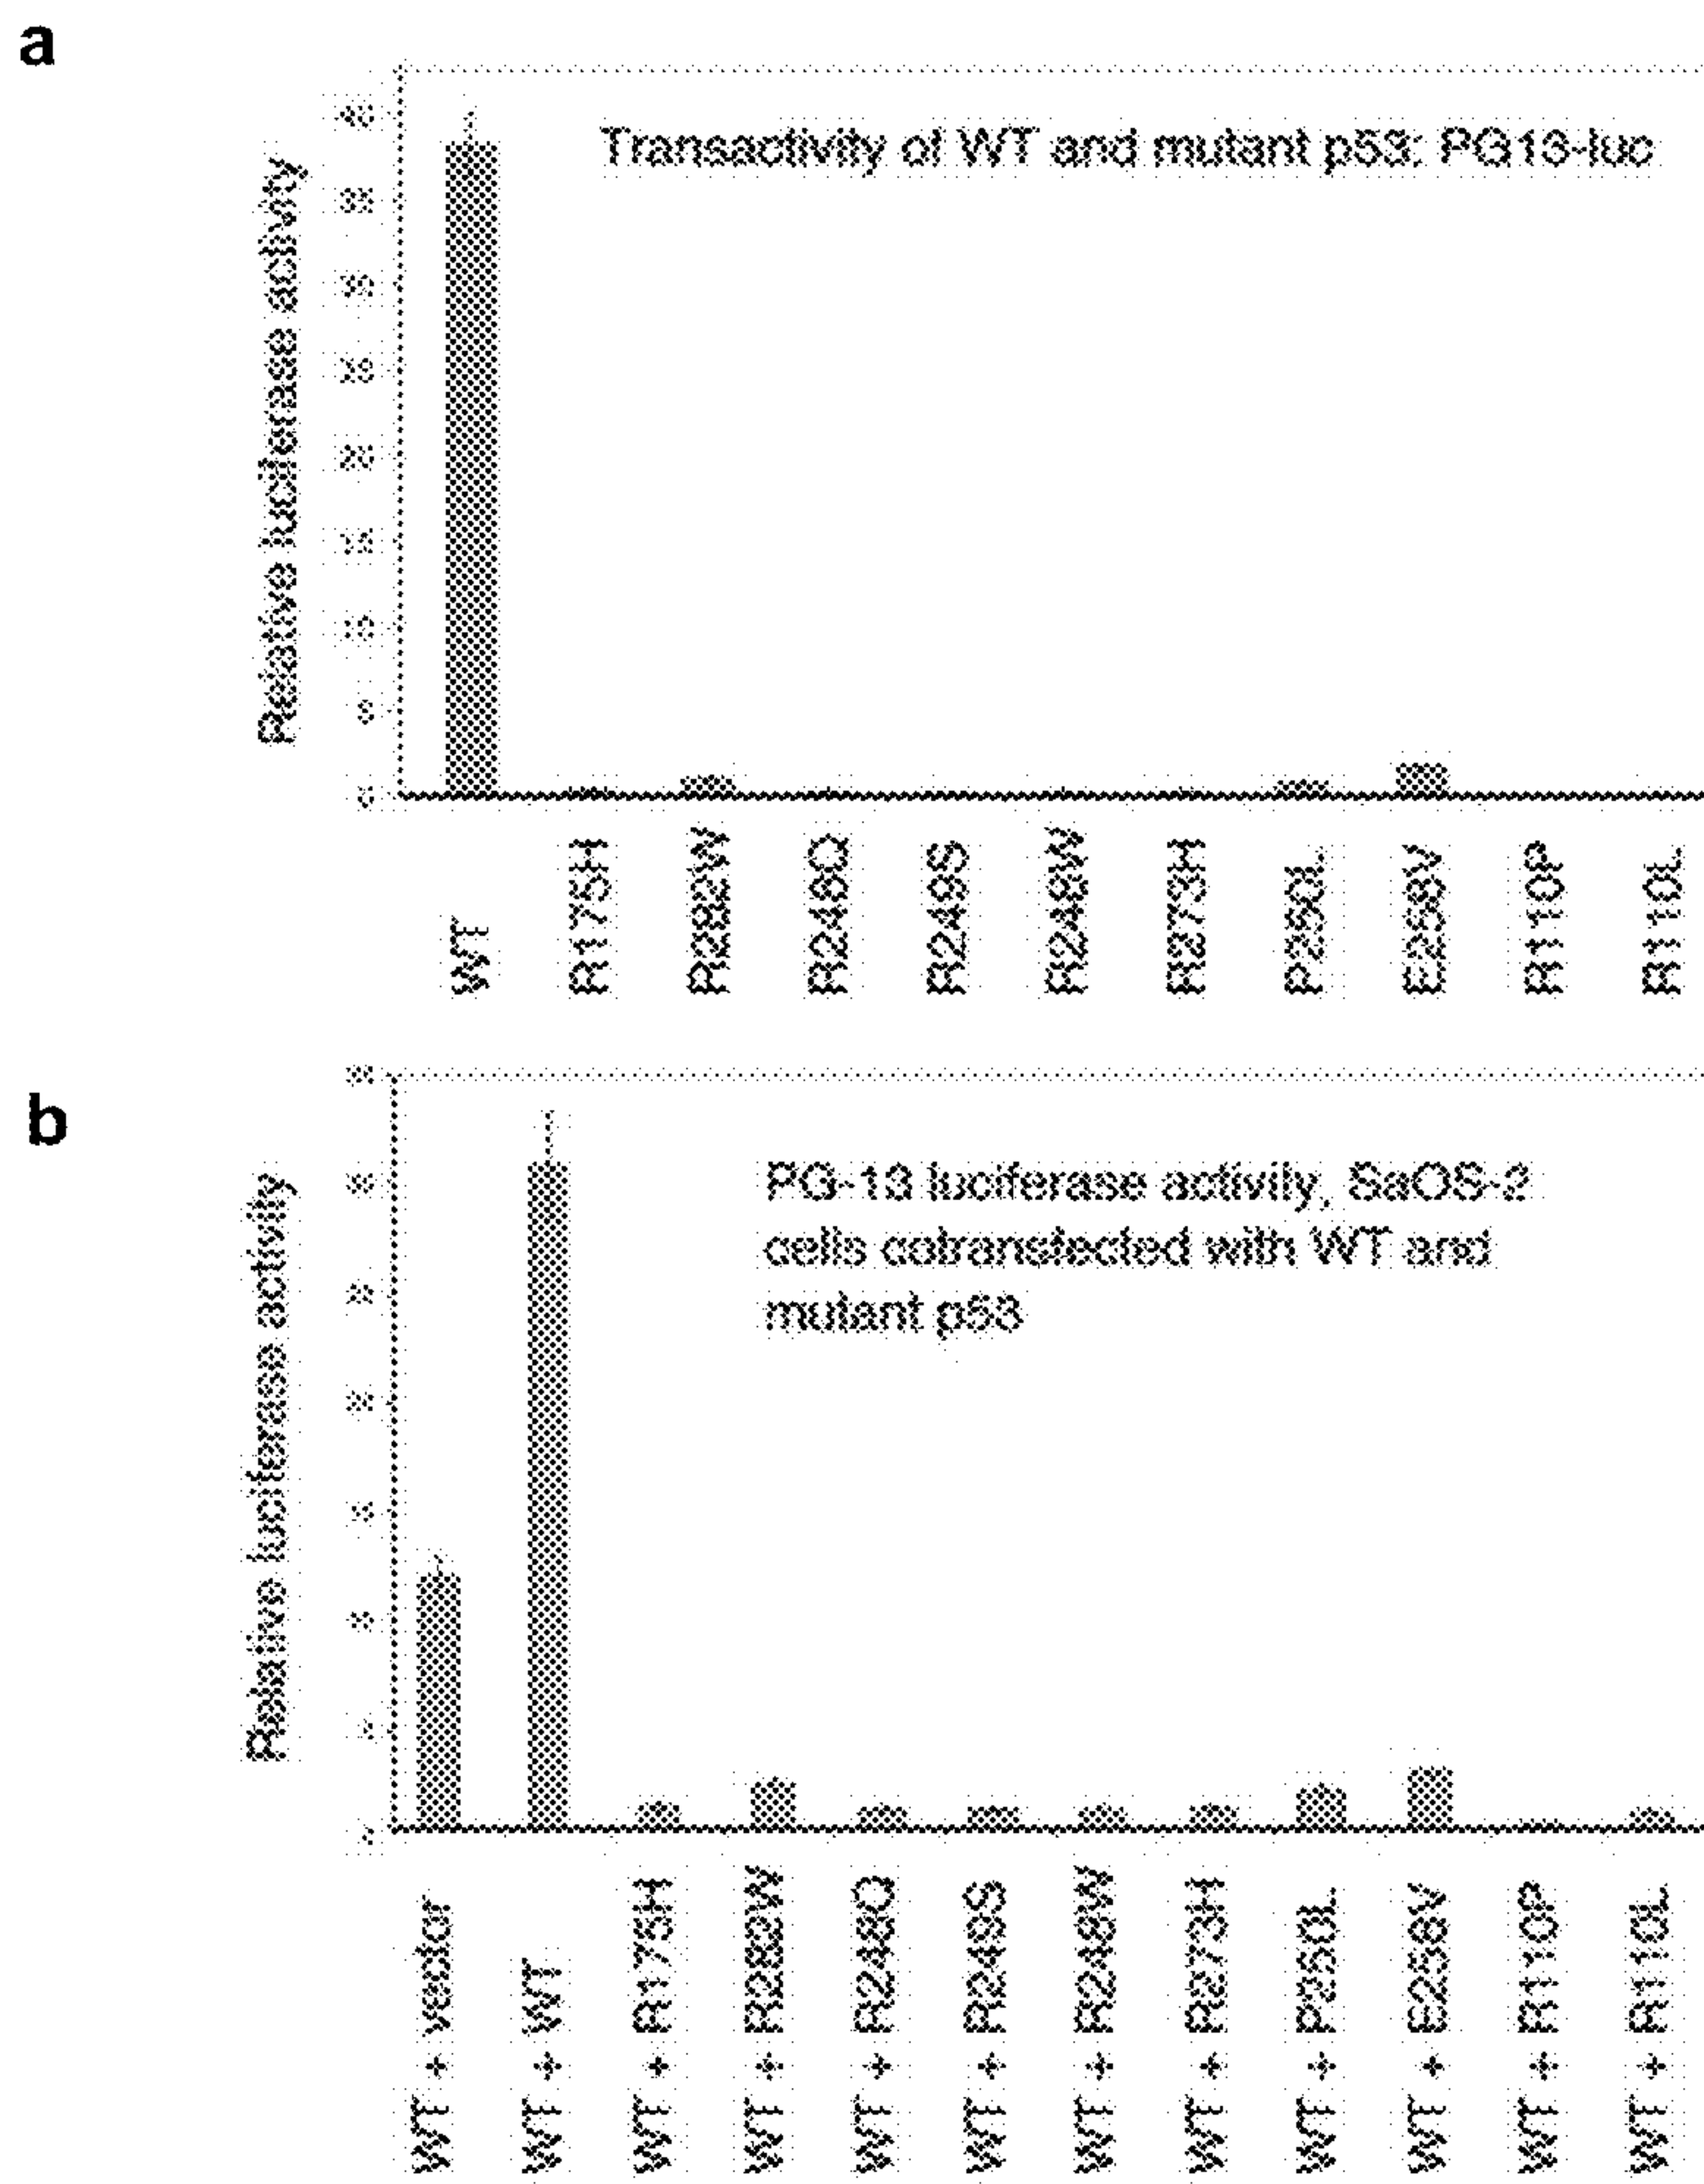 a
Transactivity of WT and mutant p53: PG13-luc
Relative luciferase activity
WT
R175H
R282W
R248Q
R249S
R248W
R273H
P250L
E258V
R110P
R110L
b
PG-13 luciferase activity, SaOS-2
cells cotransfected with WT and
mutant p53
Relative luciferase activity
WT + vector
WT + WT
WT + R175H
WT + R282W
WT + R248Q
WT + R249S
WT + R248W
WT + R273H
WT + P250L
WT + E258V
WT + R110P
WT + R110L